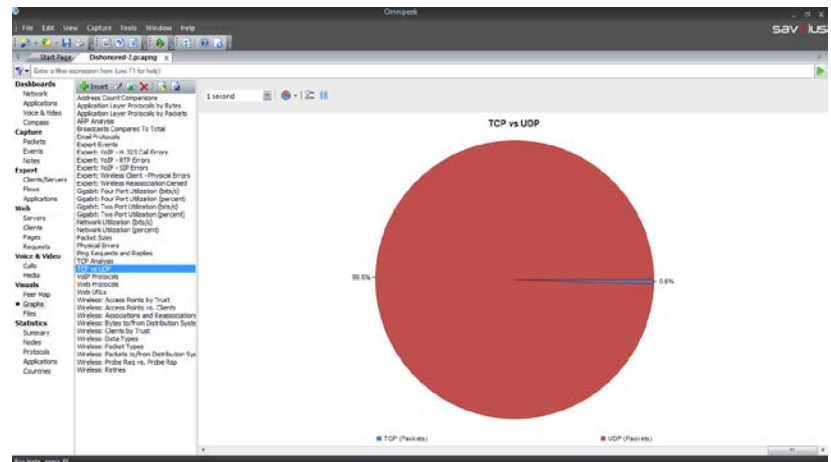 Omnipeek
File Edit View Capture Tools Window Help
savvius
Start Page Dishonored-2.pcapng x
Enter a filter expression here (use F1 for help)
Dashboards
Network
Applications
Voice & Video
Compass
Capture
Packets
Events
Notes
Expert
Clients/Servers
Flows
Applications
Web
Servers
Clients
Pages
Requests
Voice & Video
Calls
Media
Visuals
Peer Map
Graphs
Files
Statistics
Summary
Nodes
Protocols
Applications
Countries
Insert
Address Count Comparisons
Application Layer Protocols by Bytes
Application Layer Protocols by Packets
ARP Analysis
Broadcasts Compared To Total
Email Protocols
Expert Events
Expert: VoIP - H.323 Call Errors
Expert: VoIP - RTP Errors
Expert: VoIP - SIP Errors
Expert: Wireless Client - Physical Errors
Expert: Wireless Reassociation Denied
Gigabit: Four Port Utilization (bits/s)
Gigabit: Four Port Utilization (percent)
Gigabit: Two Port Utilization (bits/s)
Gigabit: Two Port Utilization (percent)
Network Utilization (bits/s)
Network Utilization (percent)
Packet Sizes
Physical Errors
Ping Requests and Replies
TCP Analysis
TCP vs UDP
VoIP Protocols
Web Protocols
Web URLs
Wireless: Access Points by Trust
Wireless: Access Points vs. Clients
Wireless: Associations and Reassociations
Wireless: Bytes to/from Distribution Syste
Wireless: Clients by Trust
Wireless: Data Types
Wireless: Packet Types
Wireless: Packets to/from Distribution Sys
Wireless: Probe Req vs. Probe Rsp
Wireless: Retries
1 second
TCP vs UDP
99.5%
0.6%
TCP (Packets)
UDP (Packets)
For Help, press F1